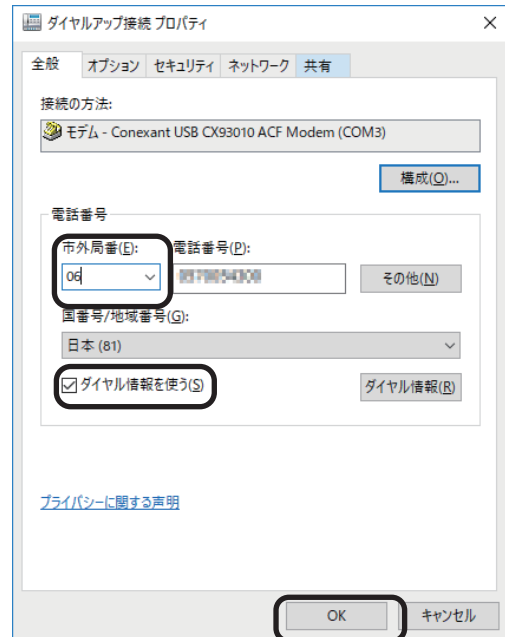 ダイヤルアップ接続 プロパティ
全般 オプション セキュリティ ネットワーク 共有
接続の方法:
モデム - Conexant USB CX93010 ACF Modem (COM3)
構成(O)...
電話番号
市外局番(E): 電話番号(P):
06 その他(N)
国番号/地域番号(G):
日本 (81)
ダイヤル情報を使う(S) ダイヤル情報(R)
プライバシーに関する声明
OK キャンセル